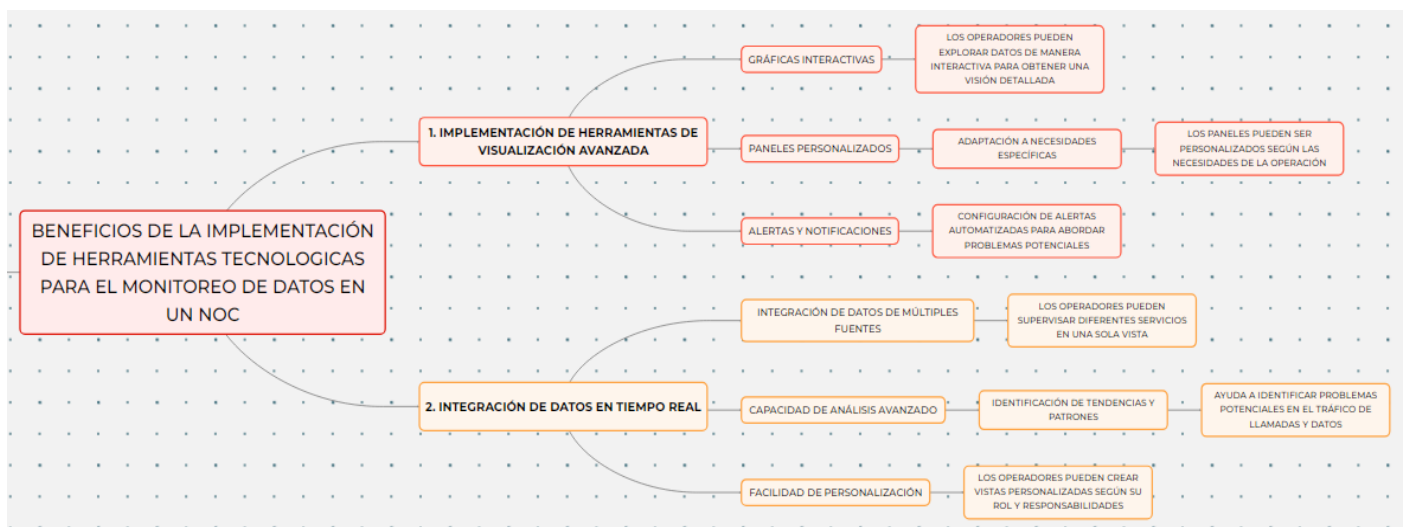 BENEFICIOS DE LA IMPLEMENTACIÓN
DE HERRAMIENTAS TECNOLOGICAS
PARA EL MONITOREO DE DATOS EN
UN NOC
1. IMPLEMENTACIÓN DE HERRAMIENTAS DE
VISUALIZACIÓN AVANZADA
GRÁFICAS INTERACTIVAS
LOS OPERADORES PUEDEN
EXPLORAR DATOS DE MANERA
INTERACTIVA PARA OBTENER UNA
VISIÓN DETALLADA
PANELES PERSONALIZADOS
ADAPTACIÓN A NECESIDADES
ESPECÍFICAS
LOS PANELES PUEDEN SER
PERSONALIZADOS SEGÚN LAS
NECESIDADES DE LA OPERACIÓN
ALERTAS Y NOTIFICACIONES
CONFIGURACIÓN DE ALERTAS
AUTOMATIZADAS PARA ABORDAR
PROBLEMAS POTENCIALES
2. INTEGRACIÓN DE DATOS EN TIEMPO REAL
INTEGRACIÓN DE DATOS DE MÚLTIPLES
FUENTES
LOS OPERADORES PUEDEN
SUPERVISAR DIFERENTES SERVICIOS
EN UNA SOLA VISTA
CAPACIDAD DE ANÁLISIS AVANZADO
IDENTIFICACIÓN DE TENDENCIAS Y
PATRONES
AYUDA A IDENTIFICAR PROBLEMAS
POTENCIALES EN EL TRÁFICO DE
LLAMADAS Y DATOS
FACILIDAD DE PERSONALIZACIÓN
LOS OPERADORES PUEDEN CREAR
VISTAS PERSONALIZADAS SEGÚN SU
ROL Y RESPONSABILIDADES